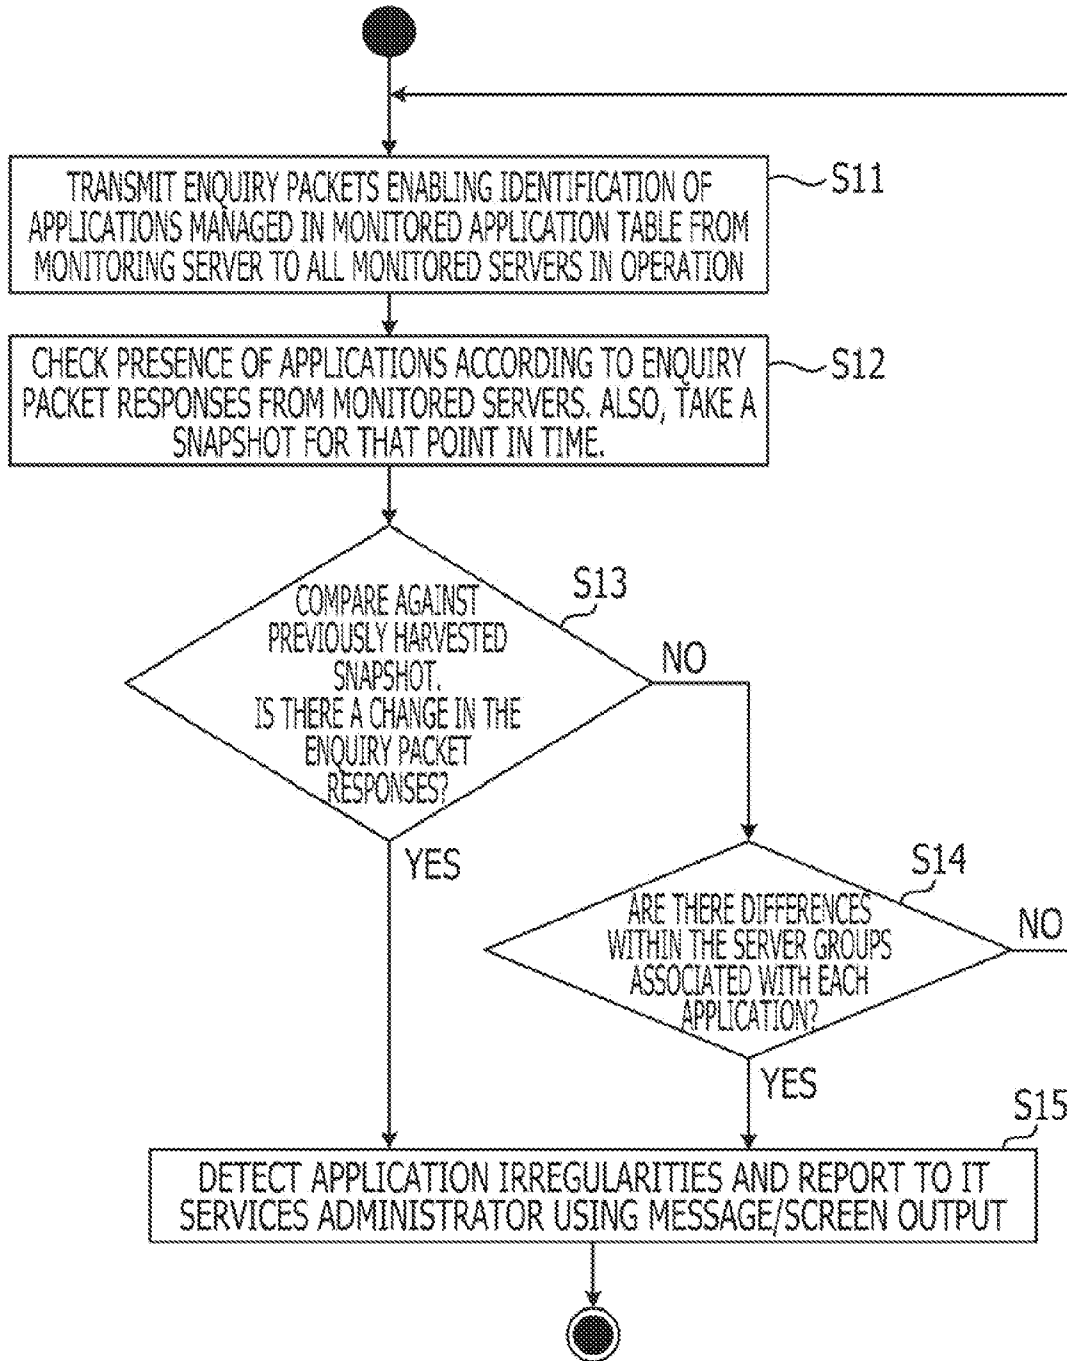 TRANSMIT ENQUIRY PACKETS ENABLING IDENTIFICATION OF
APPLICATIONS MANAGED IN MONITORED APPLICATION TABLE FROM
MONITORING SERVER TO ALL MONITORED SERVERS IN OPERATION
S11
CHECK PRESENCE OF APPLICATIONS ACCORDING TO ENQUIRY
PACKET RESPONSES FROM MONITORED SERVERS. ALSO, TAKE A
SNAPSHOT FOR THAT POINT IN TIME.
S12
S13
COMPARE AGAINST
PREVIOUSLY HARVESTED
SNAPSHOT.
IS THERE A CHANGE IN THE
ENQUIRY PACKET
RESPONSES?
NO
YES
S14
ARE THERE DIFFERENCES
WITHIN THE SERVER GROUPS
ASSOCIATED WITH EACH
APPLICATION?
NO
YES
S15
DETECT APPLICATION IRREGULARITIES AND REPORT TO IT
SERVICES ADMINISTRATOR USING MESSAGE/SCREEN OUTPUT